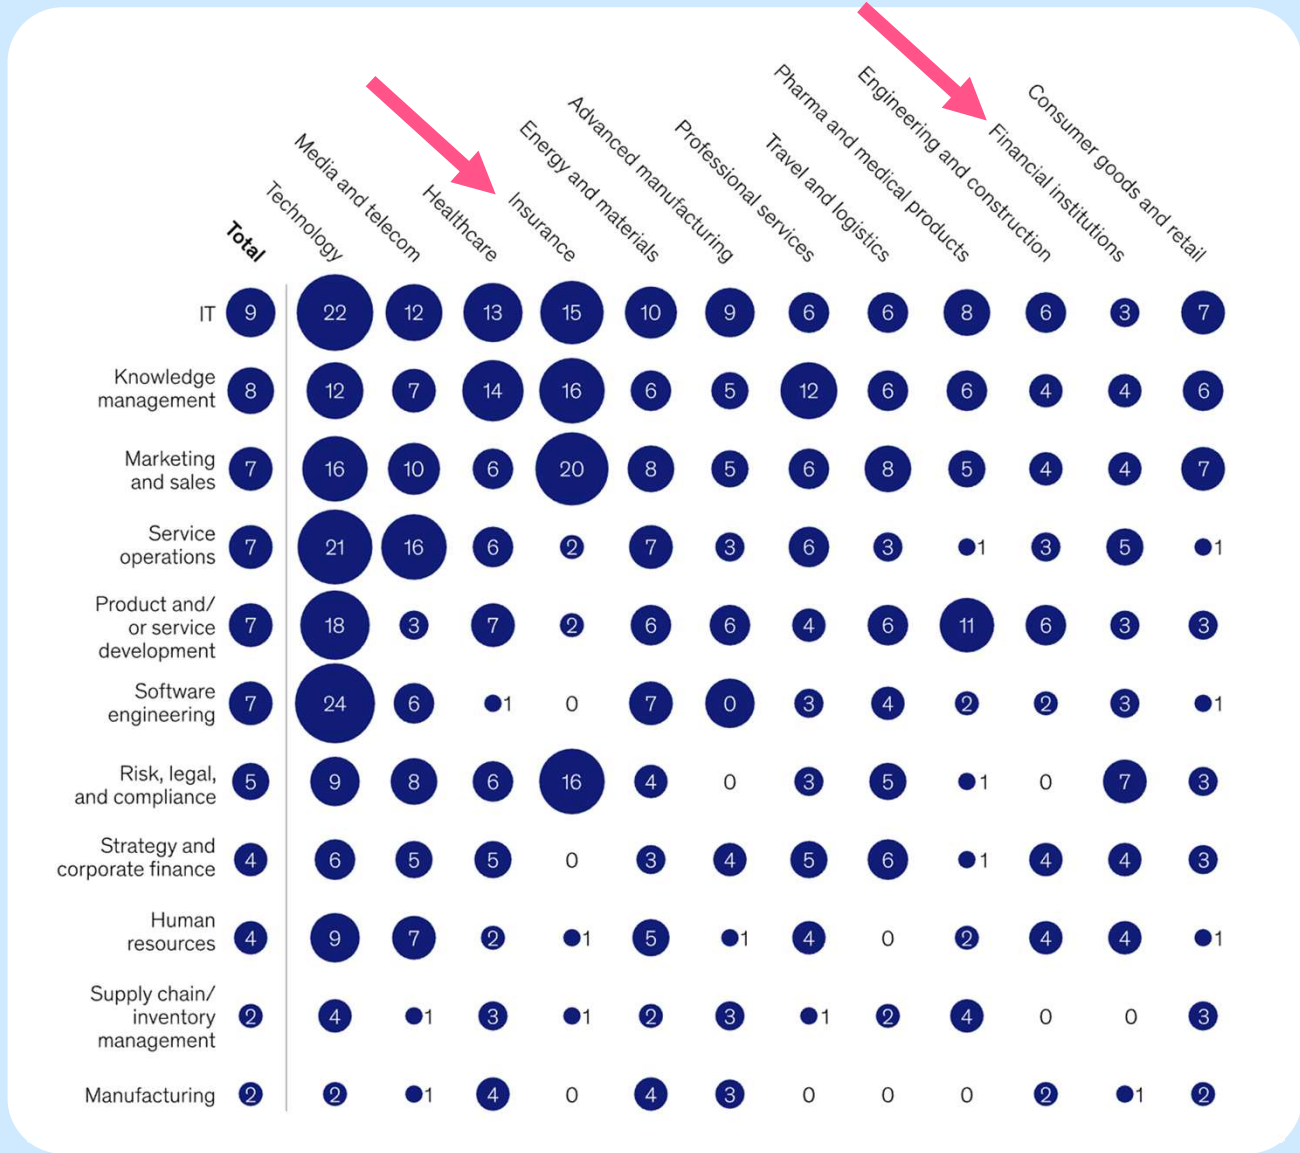 Total
Technology
Media and telecom
Healthcare
Insurance
Energy and materials
Advanced manufacturing
Professional services
Travel and logistics
Pharma and medical products
Engineering and construction
Financial institutions
Consumer goods and retail
IT 9 22 12 13 15 10 9 6 6 8 6 3 7
Knowledge
management 8 12 7 14 16 6 5 12 6 6 4 4 6
Marketing
and sales 7 16 10 6 20 8 5 6 8 5 4 4 7
Service
operations 7 21 16 6 2 7 3 6 3 1 3 5 1
Product and/
or service
development 7 18 3 7 2 6 6 4 6 11 6 3 3
Software
engineering 7 24 6 1 0 7 0 3 4 2 2 3 1
Risk, legal,
and compliance 5 9 8 6 16 4 0 3 5 1 0 7 3
Strategy and
corporate finance 4 6 5 5 0 3 4 5 6 1 4 4 3
Human
resources 4 9 7 2 1 5 1 4 0 2 4 4 1
Supply chain/
inventory
management 2 4 1 3 1 2 3 1 2 4 0 0 3
Manufacturing 2 2 1 4 0 4 3 0 0 0 2 1 2